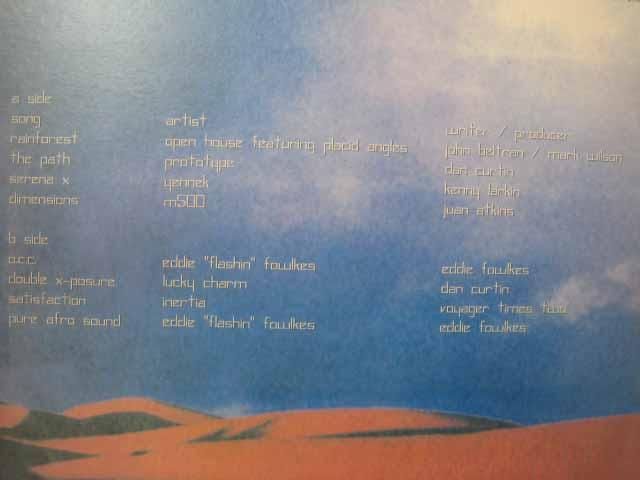 a side
song artist writer / producer
rainforest open house featuring placid angles john beltran / mark wilson
the path prototype dan curtin
serena x yennek kenny larkin
dimensions m500 juan atkins
b side
o.c.c. eddie "flashin" fowlkes eddie fowlkes
double x-posure lucky charm dan curtin
satisfaction inertia voyager times two
pure afro sound eddie "flashin" fowlkes eddie fowlkes